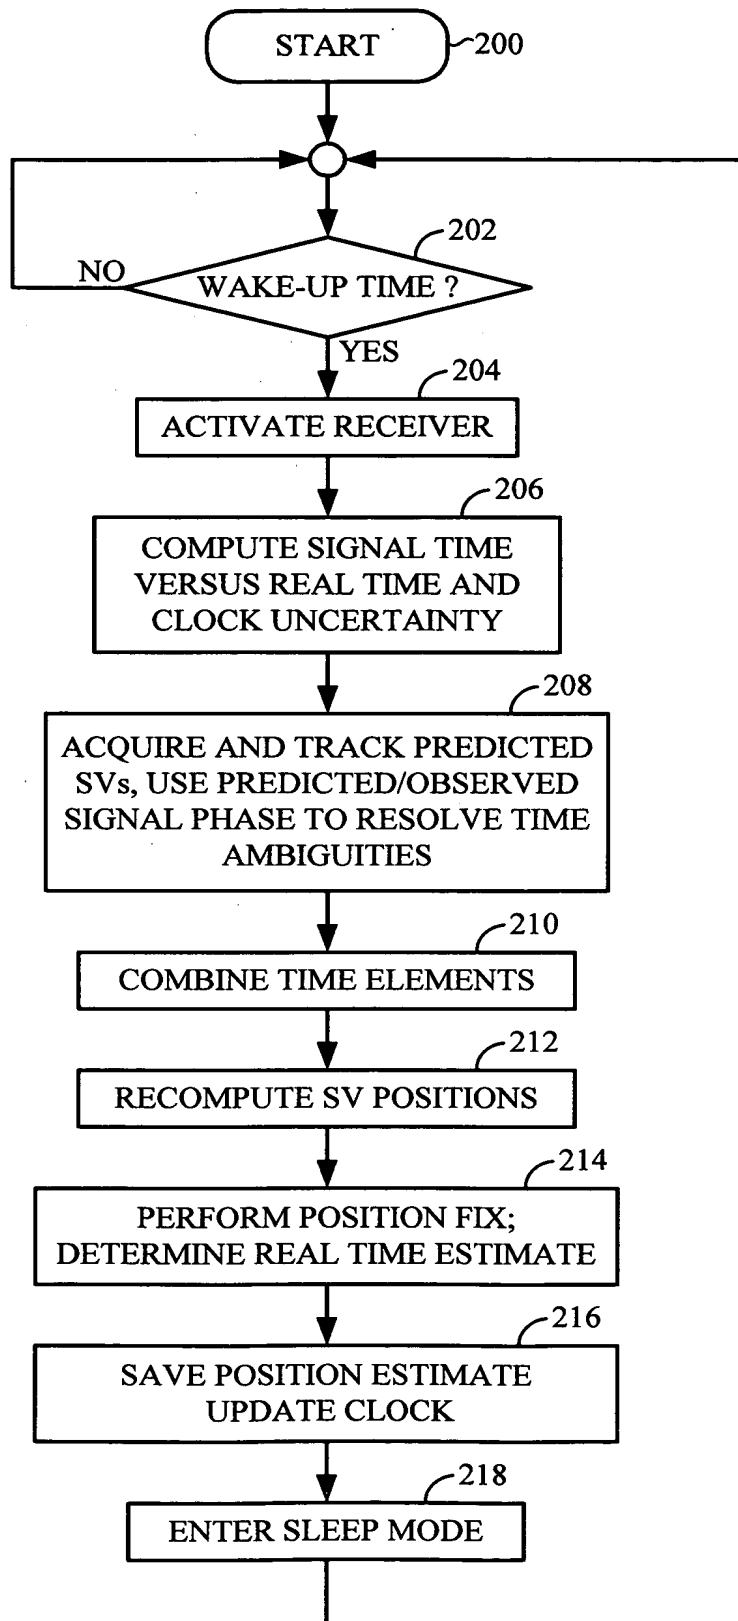 START
200
202
NO
WAKE-UP TIME ?
YES
204
ACTIVATE RECEIVER
206
COMPUTE SIGNAL TIME
VERSUS REAL TIME AND
CLOCK UNCERTAINTY
208
ACQUIRE AND TRACK PREDICTED
SVs, USE PREDICTED/OBSERVED
SIGNAL PHASE TO RESOLVE TIME
AMBIGUITIES
210
COMBINE TIME ELEMENTS
212
RECOMPUTE SV POSITIONS
214
PERFORM POSITION FIX;
DETERMINE REAL TIME ESTIMATE
216
SAVE POSITION ESTIMATE
UPDATE CLOCK
218
ENTER SLEEP MODE